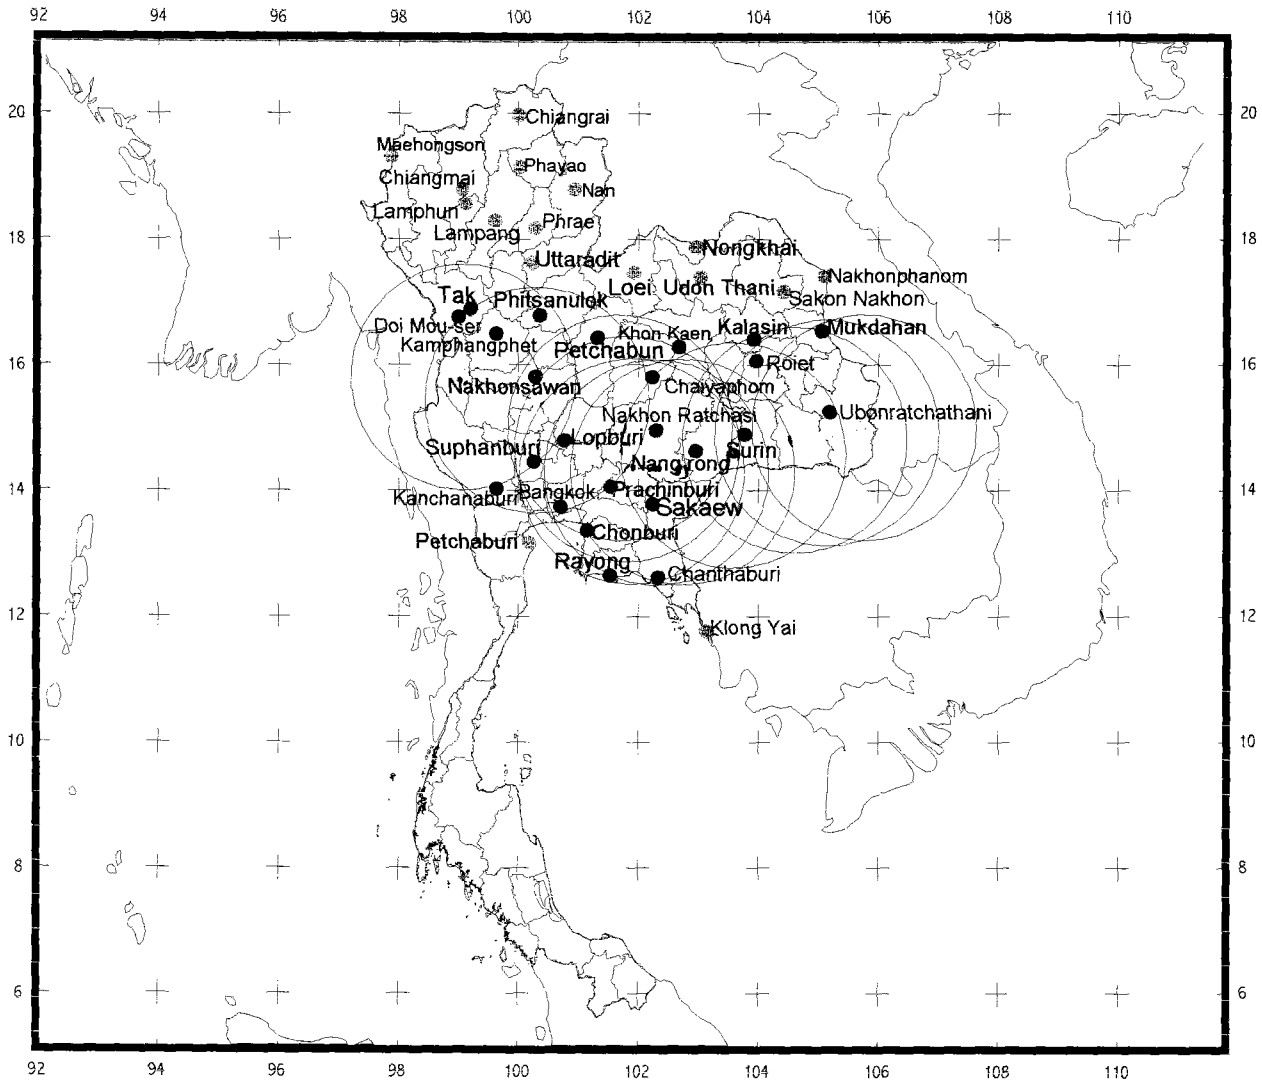 92 94 96 98 100 102 104 106 108 110
20 20
Chiangrai
Maehongson
Phayao
Chiangmai
Nan
Lamphun
Phrae
Lampang
18 18
Nongkhai
Uttaradit
Nakhonphanom
Loei Udon Thani
Sakon Nakhon
Tak
Phitsanulok
Doi Mou-ser
Khon Kaen
Kalasin
Mukdahan
Kamphangphet
Petchabun
16 16
Roiet
Nakhonsawan
Chaiyaphom
Nakhon Ratchasi
Ubonratchathani
Suphanburi
Lopburi
Surin
Nangrong
14 14
Kanchanaburi
Bangkok
Prachinburi
Sakaew
Chonburi
Petchaburi
Rayong
Chanthaburi
12 12
Klong Yai
10 10
8 8
6 6
92 94 96 98 100 102 104 106 108 110